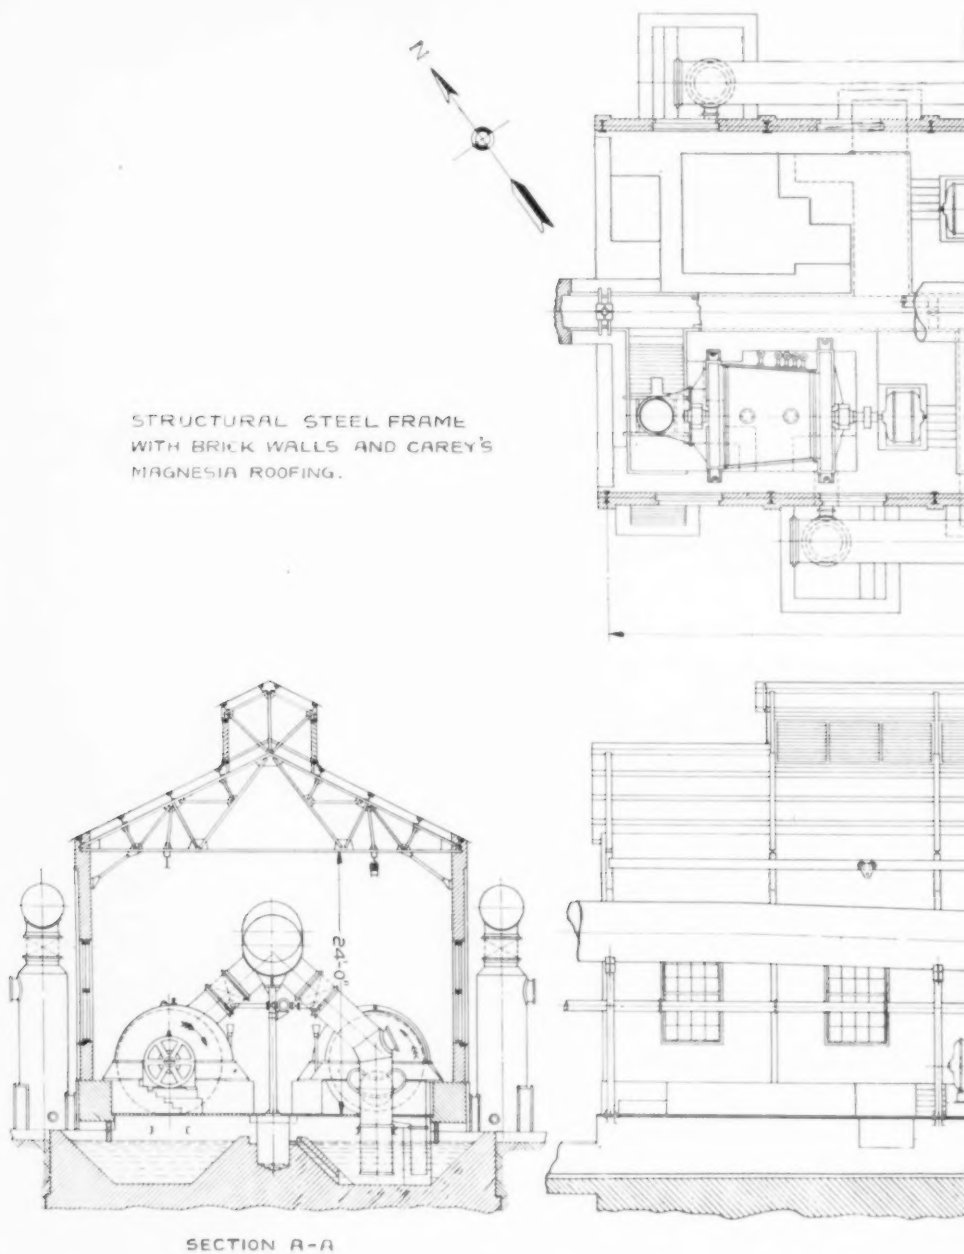 N
STRUCTURAL STEEL FRAME
WITH BRICK WALLS AND CAREY'S
MAGNESIA ROOFING.
24'-0"
SECTION A-A